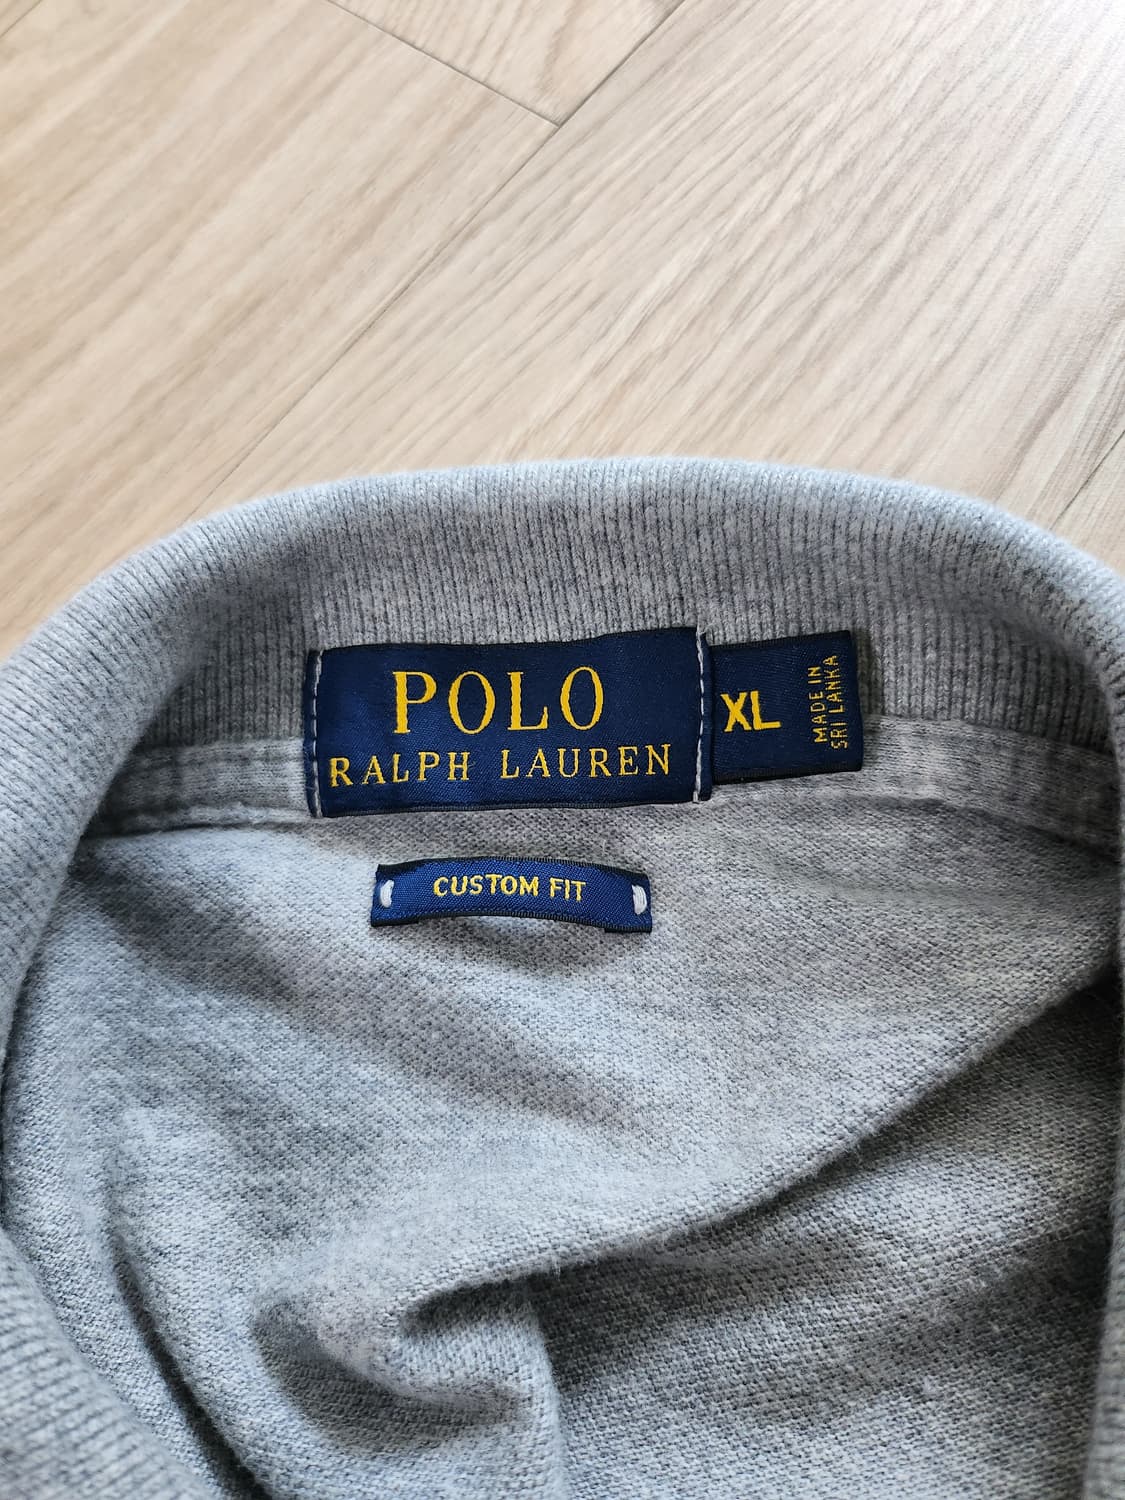 POLO
RALPH LAUREN
XL
MADE IN
SRI LANKA
CUSTOM FIT